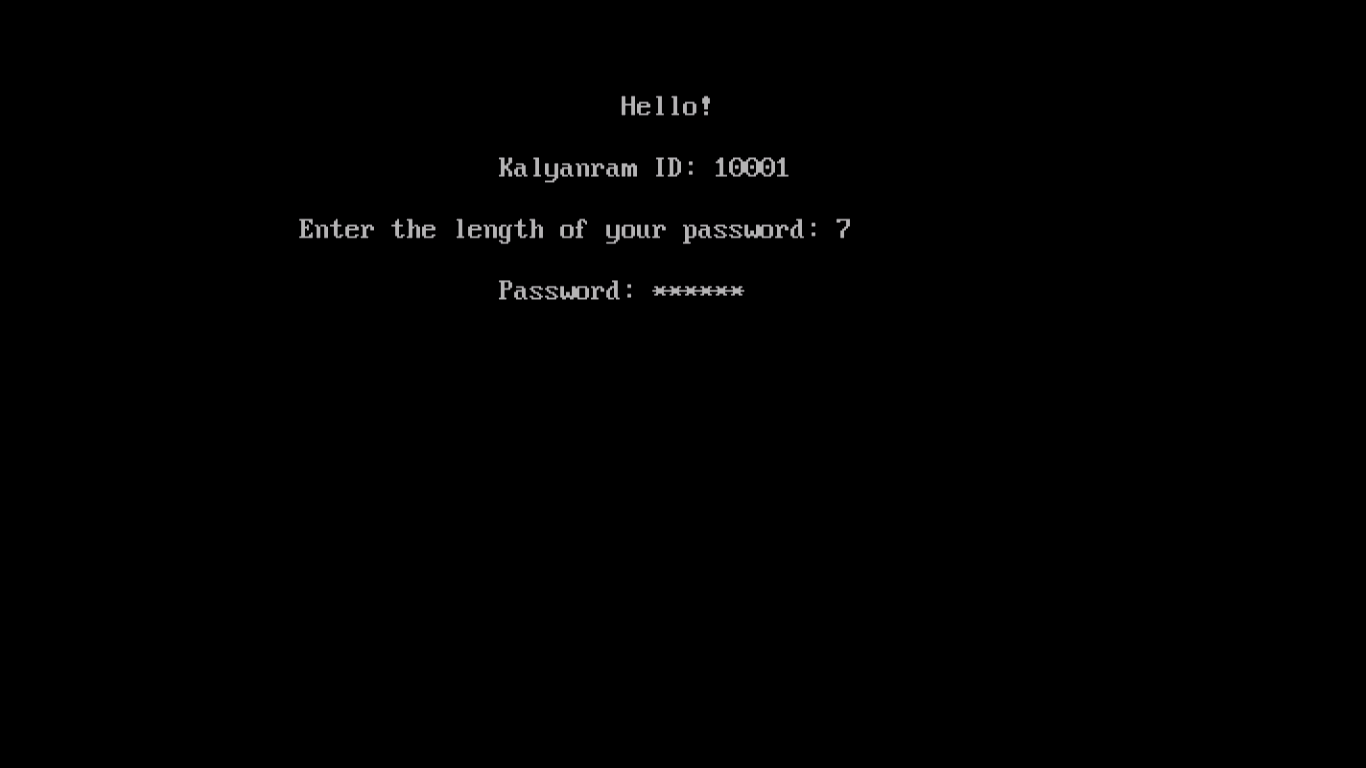 Hello!
Kalyanram ID: 10001
Enter the length of your password: 7
Password: ******